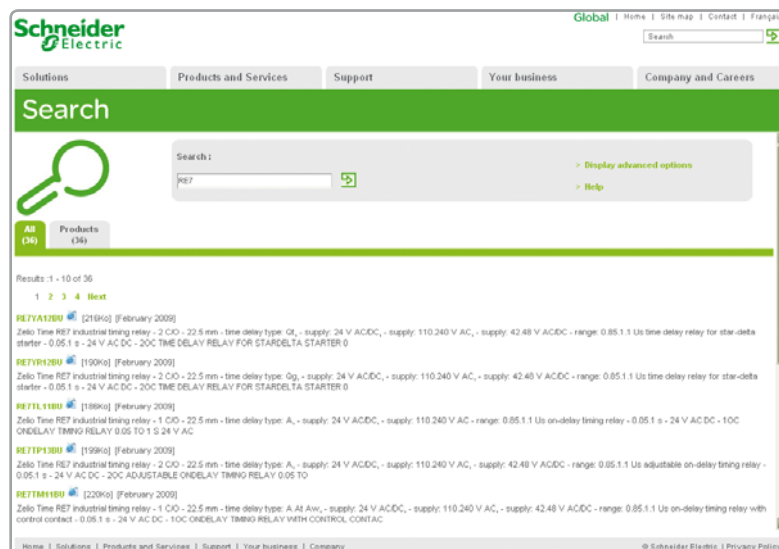 Schneider Electric
Global | Home | Site map | Contact | Françai
Search
Solutions Products and Services Support Your business Company and Careers
Search
Search :
RE7
> Display advanced options
> Help
All (36) Products (36)
Results :1 - 10 of 36
1 2 3 4 Next
RE7YA12BU [216Ko] [February 2009]
Zelio Time RE7 industrial timing relay - 2 C/O - 22.5 mm - time delay type: Qt, - supply: 24 V AC/DC, - supply: 110.240 V AC, - supply: 42.48 V AC/DC - range: 0.85.1.1 Us time delay relay for star-delta
starter - 0.05.1 s - 24 V AC DC - 2OC TIME DELAY RELAY FOR STARDELTA STARTER 0
RE7YR12BU [190Ko] [February 2009]
Zelio Time RE7 industrial timing relay - 2 C/O - 22.5 mm - time delay type: Qg, - supply: 24 V AC/DC, - supply: 110.240 V AC, - supply: 42.48 V AC/DC - range: 0.85.1.1 Us time delay relay for star-delta
starter - 0.05.1 s - 24 V AC DC - 2OC TIME DELAY RELAY FOR STARDELTA STARTER 0
RE7TL11BU [186Ko] [February 2009]
Zelio Time RE7 industrial timing relay - 1 C/O - 22.5 mm - time delay type: A, - supply: 24 V AC/DC, - supply: 110.240 V AC - range: 0.85.1.1 Us on-delay timing relay - 0.05.1 s - 24 V AC DC - 1OC
ONDELAY TIMING RELAY 0.05 TO 1 S 24 V AC
RE7TP13BU [199Ko] [February 2009]
Zelio Time RE7 industrial timing relay - 2 C/O - 22.5 mm - time delay type: A, - supply: 24 V AC/DC, - supply: 110.240 V AC, - supply: 42.48 V AC/DC - range: 0.85.1.1 Us adjustable on-delay timing relay -
0.05.1 s - 24 V AC DC - 2OC ADJUSTABLE ONDELAY TIMING RELAY 0.05 TO
RE7TM11BU [220Ko] [February 2009]
Zelio Time RE7 industrial timing relay - 1 C/O - 22.5 mm - time delay type: A At Aw, - supply: 24 V AC/DC, - supply: 110.240 V AC, - supply: 42.48 V AC/DC - range: 0.85.1.1 Us on-delay timing relay with
control contact - 0.05.1 s - 24 V AC DC - 1OC ONDELAY TIMING RELAY WITH CONTROL CONTAC
Home | Solutions | Products and Services | Support | Your business | Company © Schneider Electric | Privacy Polic